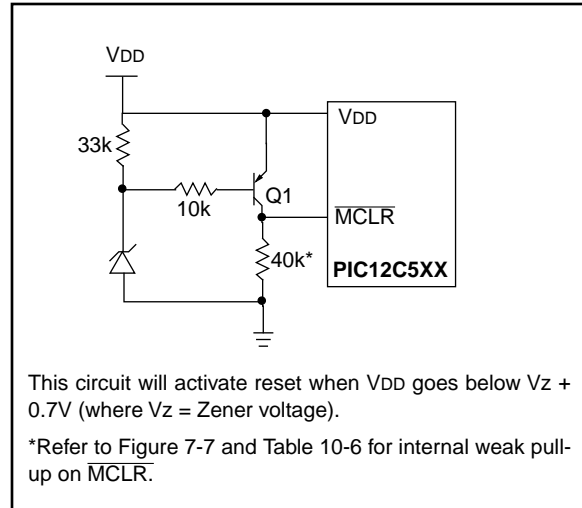 VDD
VDD
33k
Q1
10k
MCLR
40k*
PIC12C5XX
This circuit will activate reset when VDD goes below Vz +
0.7V (where Vz = Zener voltage).
*Refer to Figure 7-7 and Table 10-6 for internal weak pull-
up on MCLR.